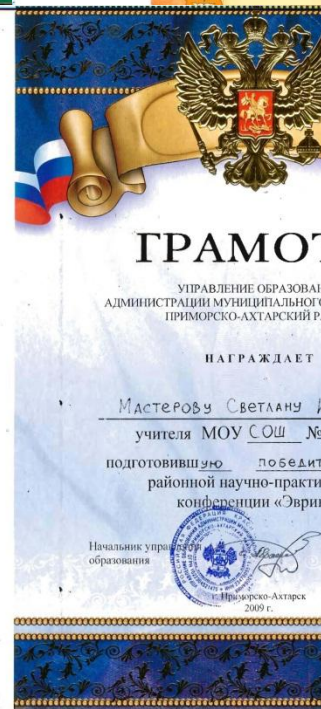 ГРАМОТ
УПРАВЛЕНИЕ ОБРАЗОВАН
АДМИНИСТРАЦИИ МУНИЦИПАЛЬНОГО
ПРИМОРСКО-АХТАРСКИЙ Р
НАГРАЖДАЕТ
Мастерову Светлану
учителя МОУ СОШ №
подготовившую победит
районной научно-практи
конференции «Эври
Начальник управления
образования
г. Приморско-Ахтарск
2009 г.